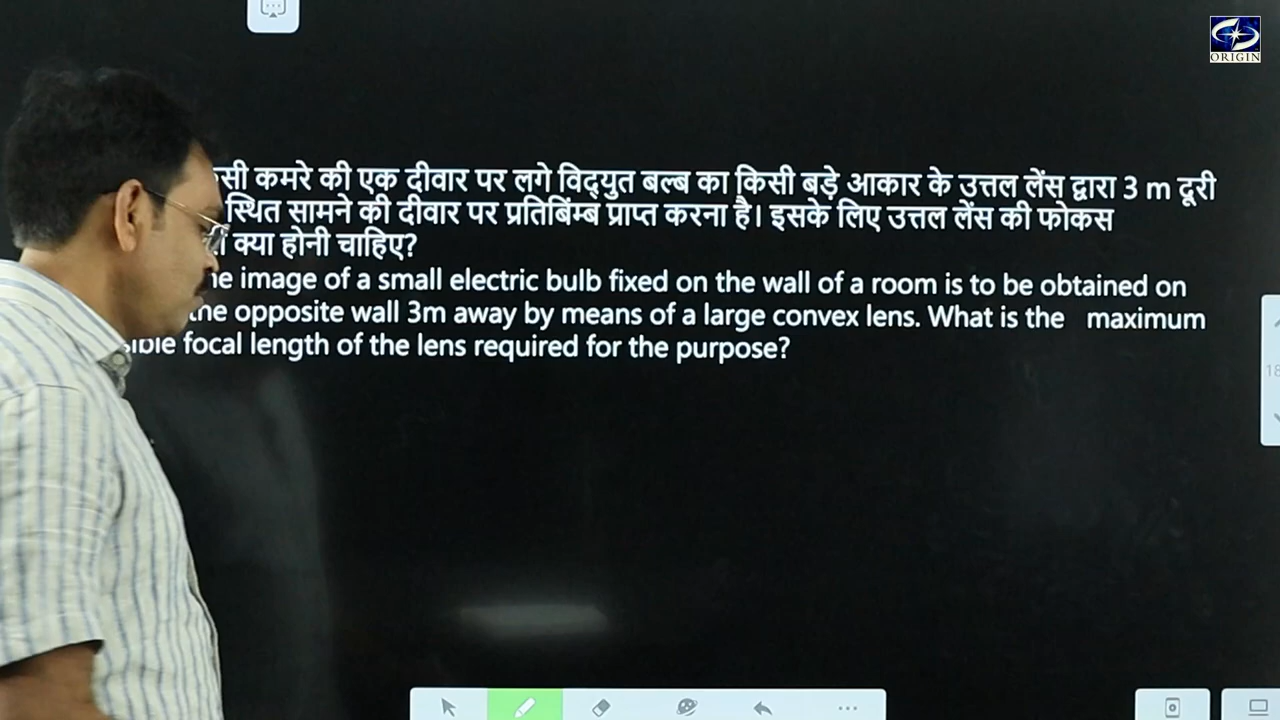 ORIGIN
कमरे की एक दीवार पर लगे विद्युत बल्ब का किसी बड़े आकार के उत्तल लेंस द्वारा 3 m दूरी
स्थित सामने की दीवार पर प्रतिबिंम्ब प्राप्त करना है। इसके लिए उत्तल लेंस की फोकस
क्या होनी चाहिए?
image of a small electric bulb fixed on the wall of a room is to be obtained on
the opposite wall 3m away by means of a large convex lens. What is the maximum
focal length of the lens required for the purpose?
18